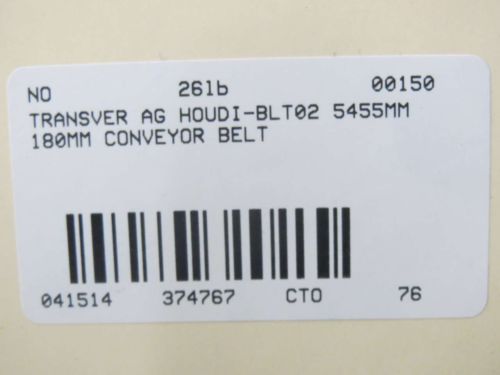 NO 261b 00150
TRANSVER AG HOUDI-BLT02 5455MM
180MM CONVEYOR BELT
041514 374767 CTO 76